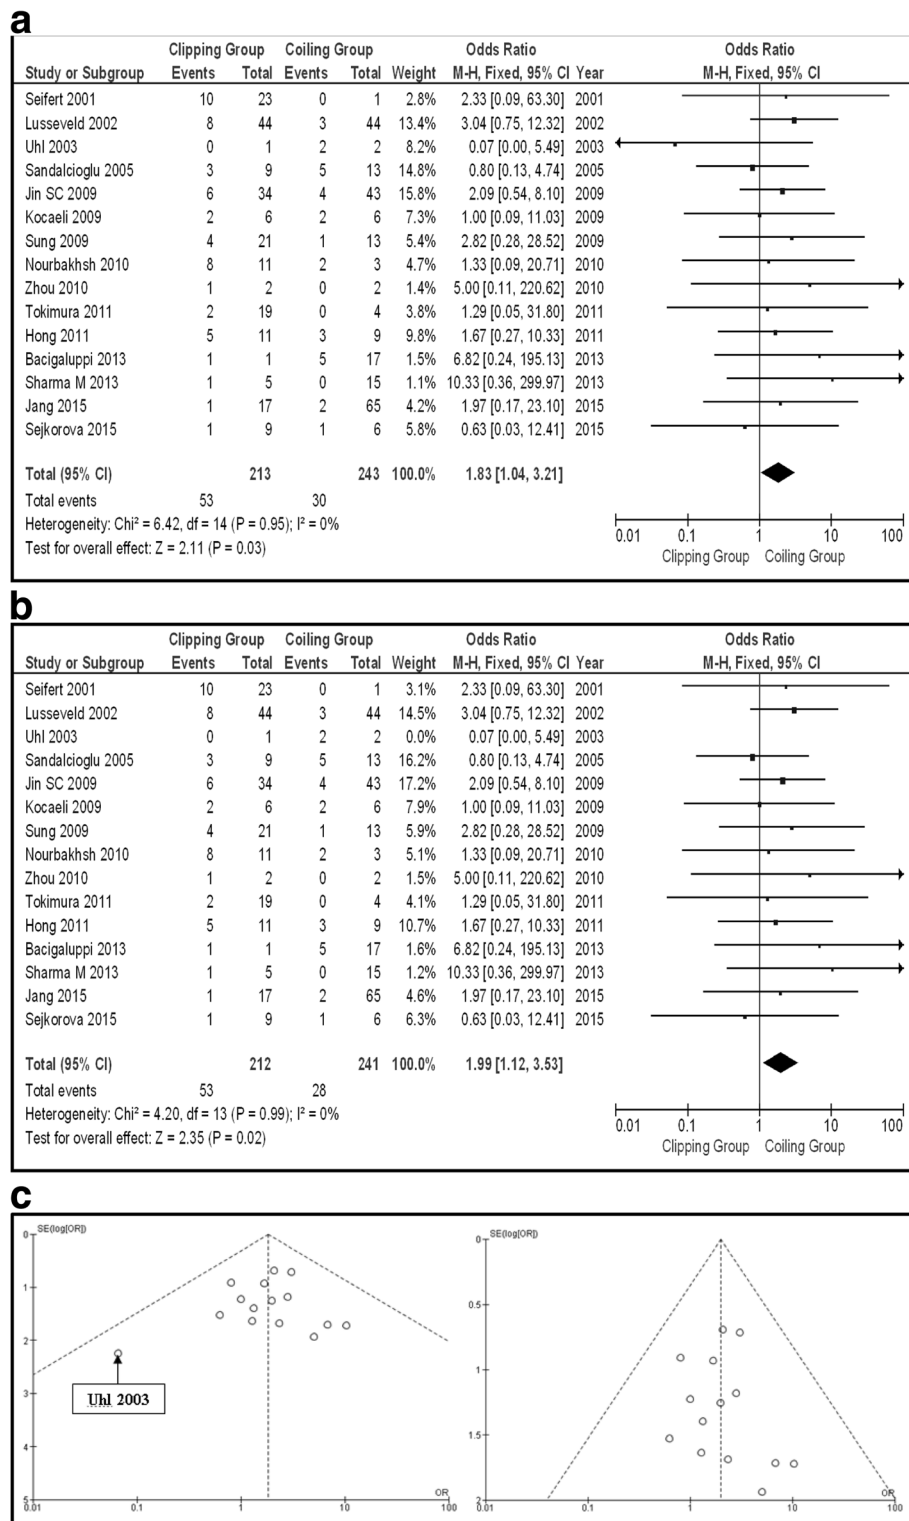 a
Clipping Group Coiling Group Odds Ratio Odds Ratio
Study or Subgroup Events Total Events Total Weight M-H, Fixed, 95% CI Year M-H, Fixed, 95% CI
Seifert 2001 10 23 0 1 2.8% 2.33 [0.09, 63.30] 2001
Lusseveld 2002 8 44 3 44 13.4% 3.04 [0.75, 12.32] 2002
Uhl 2003 0 1 2 2 8.2% 0.07 [0.00, 5.49] 2003
Sandalcioglu 2005 3 9 5 13 14.8% 0.80 [0.13, 4.74] 2005
Jin SC 2009 6 34 4 43 15.8% 2.09 [0.54, 8.10] 2009
Kocaeli 2009 2 6 2 6 7.3% 1.00 [0.09, 11.03] 2009
Sung 2009 4 21 1 13 5.4% 2.82 [0.28, 28.52] 2009
Nourbakhsh 2010 8 11 2 3 4.7% 1.33 [0.09, 20.71] 2010
Zhou 2010 1 2 0 2 1.4% 5.00 [0.11, 220.62] 2010
Tokimura 2011 2 19 0 4 3.8% 1.29 [0.05, 31.80] 2011
Hong 2011 5 11 3 9 9.8% 1.67 [0.27, 10.33] 2011
Bacigaluppi 2013 1 1 5 17 1.5% 6.82 [0.24, 195.13] 2013
Sharma M 2013 1 5 0 15 1.1% 10.33 [0.36, 299.97] 2013
Jang 2015 1 17 2 65 4.2% 1.97 [0.17, 23.10] 2015
Sejkorova 2015 1 9 1 6 5.8% 0.63 [0.03, 12.41] 2015
Total (95% CI) 213 243 100.0% 1.83 [1.04, 3.21]
Total events 53 30
Heterogeneity: Chi² = 6.42, df = 14 (P = 0.95); I² = 0%
Test for overall effect: Z = 2.11 (P = 0.03)
0.01 0.1 1 10 100
Clipping Group Coiling Group
b
Clipping Group Coiling Group Odds Ratio Odds Ratio
Study or Subgroup Events Total Events Total Weight M-H, Fixed, 95% CI Year M-H, Fixed, 95% CI
Seifert 2001 10 23 0 1 3.1% 2.33 [0.09, 63.30] 2001
Lusseveld 2002 8 44 3 44 14.5% 3.04 [0.75, 12.32] 2002
Uhl 2003 0 1 2 2 0.0% 0.07 [0.00, 5.49] 2003
Sandalcioglu 2005 3 9 5 13 16.2% 0.80 [0.13, 4.74] 2005
Jin SC 2009 6 34 4 43 17.2% 2.09 [0.54, 8.10] 2009
Kocaeli 2009 2 6 2 6 7.9% 1.00 [0.09, 11.03] 2009
Sung 2009 4 21 1 13 5.9% 2.82 [0.28, 28.52] 2009
Nourbakhsh 2010 8 11 2 3 5.1% 1.33 [0.09, 20.71] 2010
Zhou 2010 1 2 0 2 1.5% 5.00 [0.11, 220.62] 2010
Tokimura 2011 2 19 0 4 4.1% 1.29 [0.05, 31.80] 2011
Hong 2011 5 11 3 9 10.7% 1.67 [0.27, 10.33] 2011
Bacigaluppi 2013 1 1 5 17 1.6% 6.82 [0.24, 195.13] 2013
Sharma M 2013 1 5 0 15 1.2% 10.33 [0.36, 299.97] 2013
Jang 2015 1 17 2 65 4.6% 1.97 [0.17, 23.10] 2015
Sejkorova 2015 1 9 1 6 6.3% 0.63 [0.03, 12.41] 2015
Total (95% CI) 212 241 100.0% 1.99 [1.12, 3.53]
Total events 53 28
Heterogeneity: Chi² = 4.20, df = 13 (P = 0.99); I² = 0%
Test for overall effect: Z = 2.35 (P = 0.02)
0.01 0.1 1 10 100
Clipping Group Coiling Group
c
SE(log[OR])
0
1
2
3
4
5
Uhl 2003
OR
0.01 0.1 1 10 100
SE(log[OR])
0
0.5
1
1.5
2
OR
0.01 0.1 1 10 100